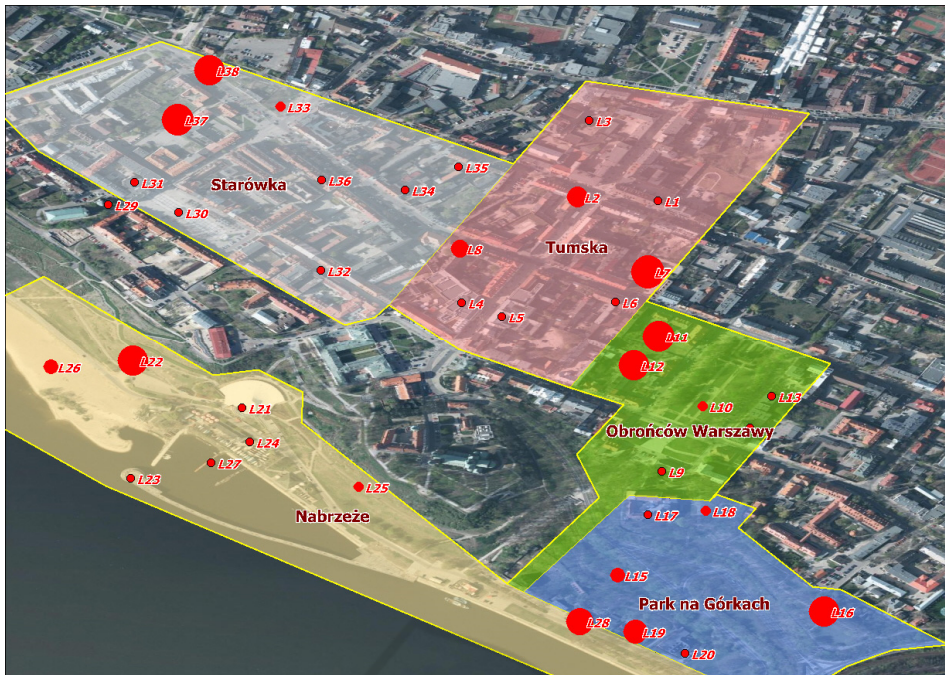 L38
L33
L37
L3
L35
L31
Starówka
L36
L34
L2
L1
L29
L30
L8
Tumska
L32
L7
L4
L5
L6
L11
L22
L26
L12
L13
L21
L10
Obrońców Warszawy
L24
L27
L23
L9
L25
Nabrzeże
L17
L18
L15
Park na Górkach
L16
L28
L19
L20